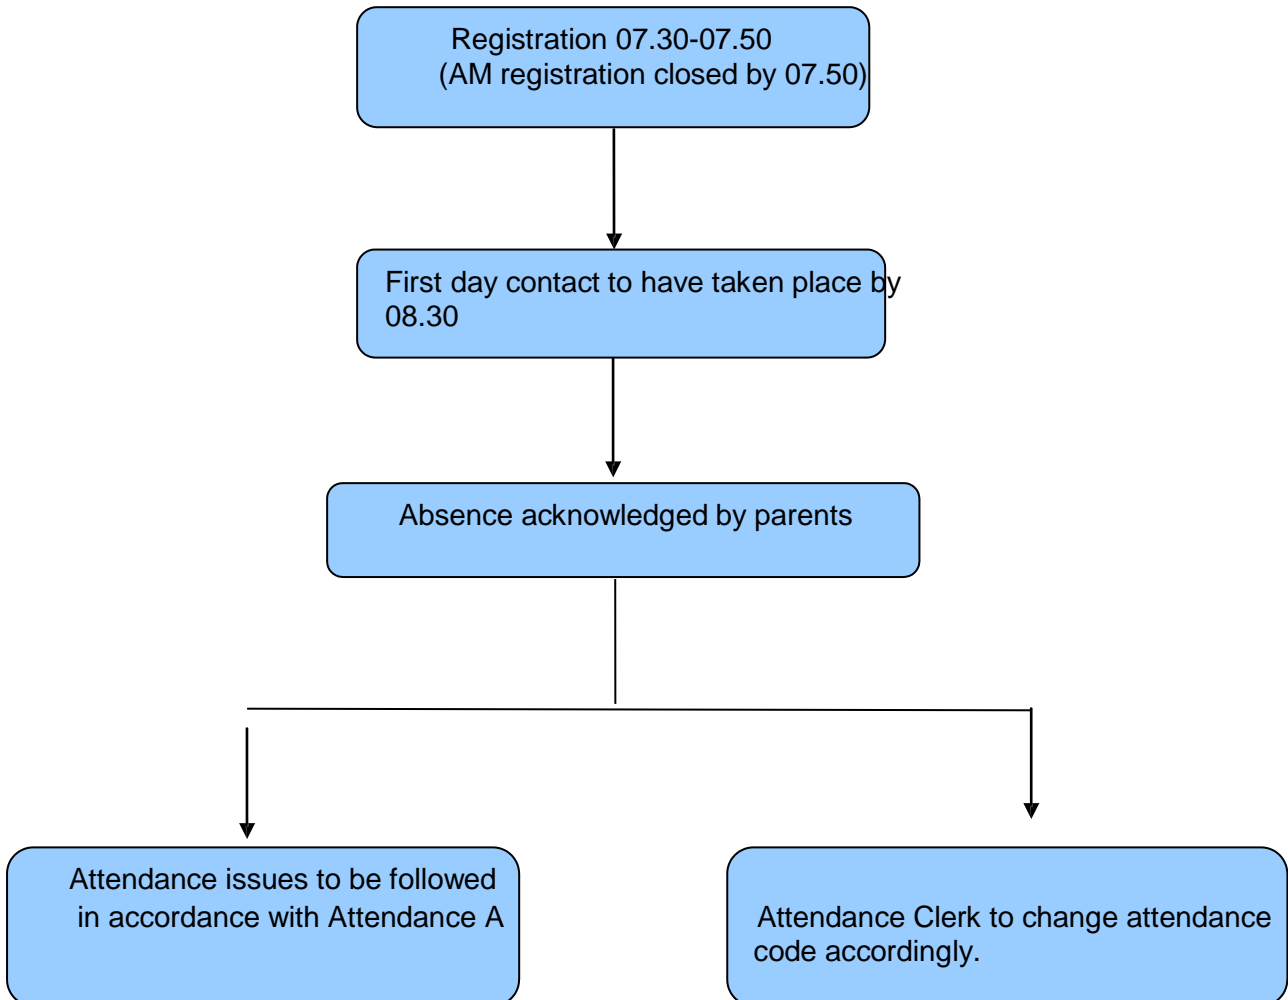 Registration 07.30-07.50
(AM registration closed by 07.50)
First day contact to have taken place by
08.30
Absence acknowledged by parents
Attendance issues to be followed
in accordance with Attendance A
Attendance Clerk to change attendance
code accordingly.